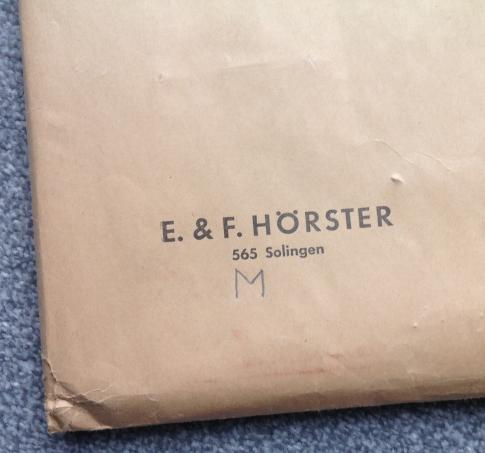 E. & F. HÖRSTER
565 Solingen
M